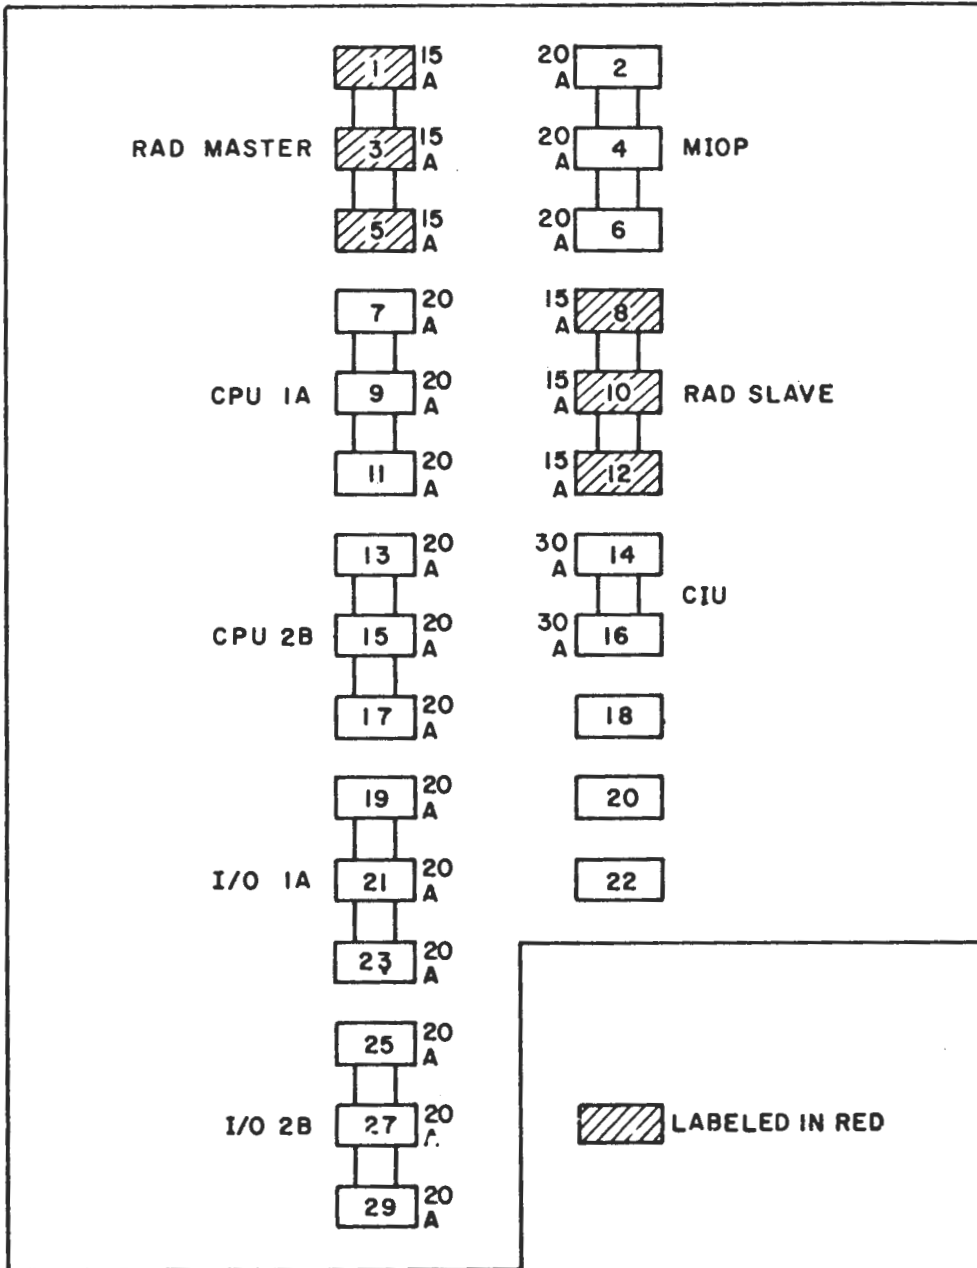 1 15 A
20 A 2
RAD MASTER 3 15 A
20 A 4 MIOP
5 15 A
20 A 6
7 20 A
15 A 8
CPU 1A 9 20 A
15 A 10 RAD SLAVE
11 20 A
15 A 12
13 20 A
30 A 14
CIU
CPU 2B 15 20 A
30 A 16
17 20 A
18
19 20 A
20
I/O 1A 21 20 A
22
23 20 A
25 20 A
I/O 2B 27 20
LABELED IN RED
29 20 A